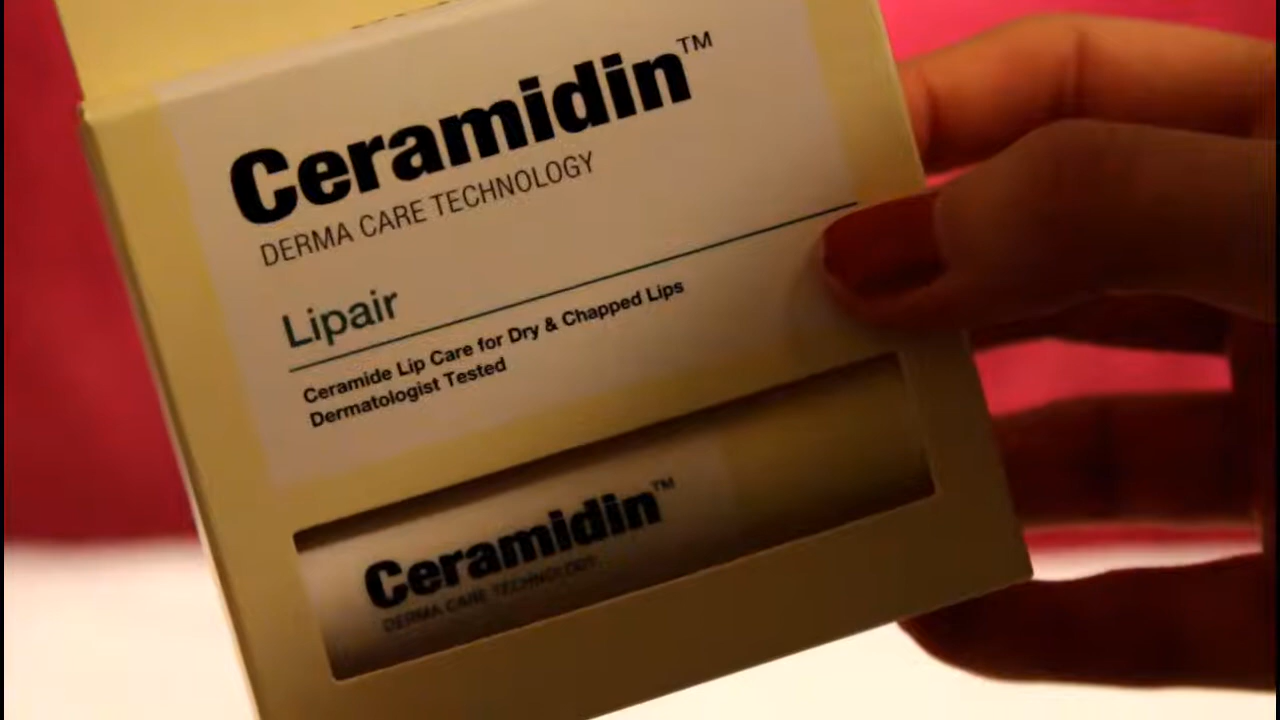 Ceramidin™
DERMA CARE TECHNOLOGY
Lipair
Ceramide Lip Care for Dry & Chapped Lips
Dermatologist Tested
Ceramidin™
DERMA CARE TECHNOLOGY